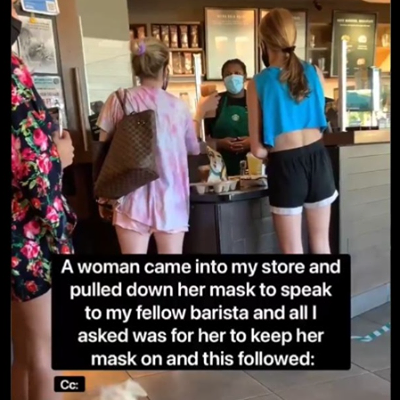 A woman came into my store and
pulled down her mask to speak
to my fellow barista and all I
asked was for her to keep her
mask on and this followed:
Cc: